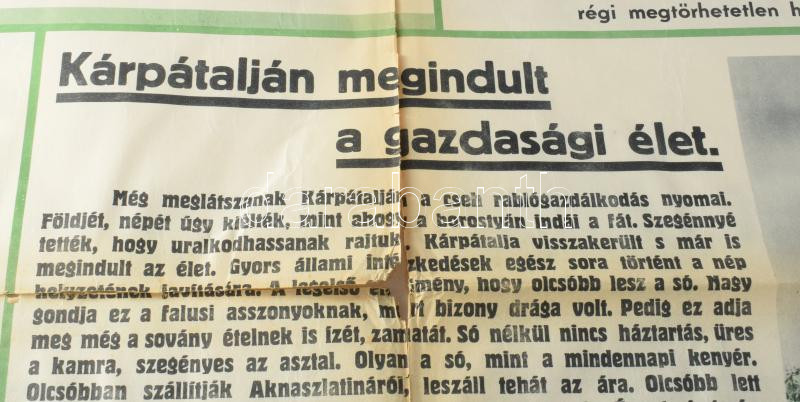 régi megtörhetetlen h
Kárpátalján megindult
a gazdasági élet.
Még meglátszanak Kárpátalján a cseh rablógazdálkodás nyomai.
Földjét, népét úgy kiélték, mint ahogy a borostyán indái a fát. Szegénnyé
tették, hogy uralkodhassanak rajtuk. Kárpátalja visszakerült s már is
megindult az élet. Gyors állami intézkedések egész sora történt a nép
helyzetének javítására. A legelső eredmény, hogy olcsóbb lesz a só. Nagy
gondja ez a falusi asszonyoknak, mert bizony drága volt. Pedig ez adja
meg még a sovány ételnek is ízét, zamatát. Só nélkül nincs háztartás, üres
a kamra, szegényes az asztal. Olyan a só, mint a mindennapi kenyér.
Olcsóbban szállítják Aknaszlatináról, leszáll tehát az ára. Olcsóbb lett
darabanth